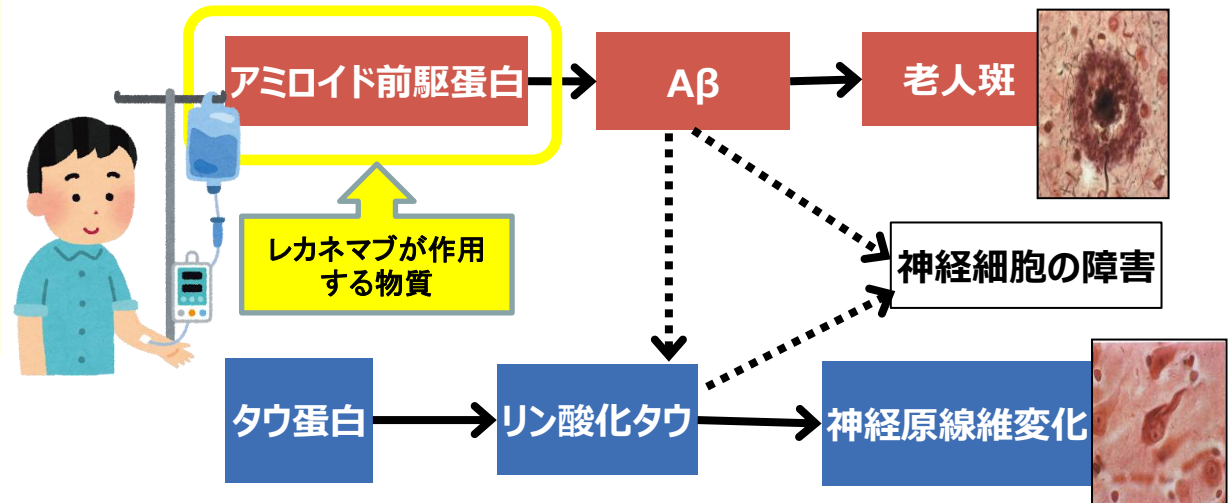 アミロイド前駆蛋白
Aβ
老人斑
レカネマブが作用
する物質
神経細胞の障害
タウ蛋白
リン酸化タウ
神経原線維変化